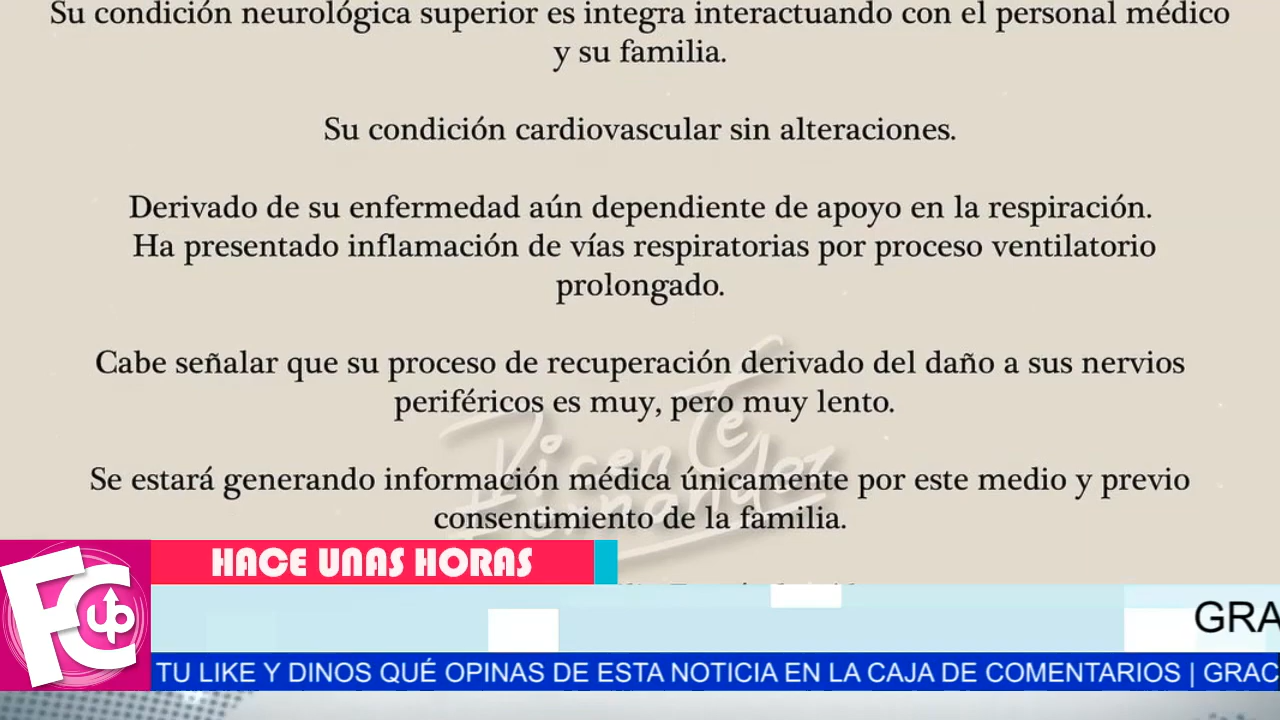 Su condición neurológica superior es integra interactuando con el personal médico
y su familia.
Su condición cardiovascular sin alteraciones.
Derivado de su enfermedad aún dependiente de apoyo en la respiración.
Ha presentado inflamación de vías respiratorias por proceso ventilatorio
prolongado.
Cabe señalar que su proceso de recuperación derivado del daño a sus nervios
periféricos es muy, pero muy lento.
Vicente
Fernández
Se estará generando información médica únicamente por este medio y previo
consentimiento de la familia.
HACE UNAS HORAS
FC up
GRA
TU LIKE Y DINOS QUÉ OPINAS DE ESTA NOTICIA EN LA CAJA DE COMENTARIOS | GRAC